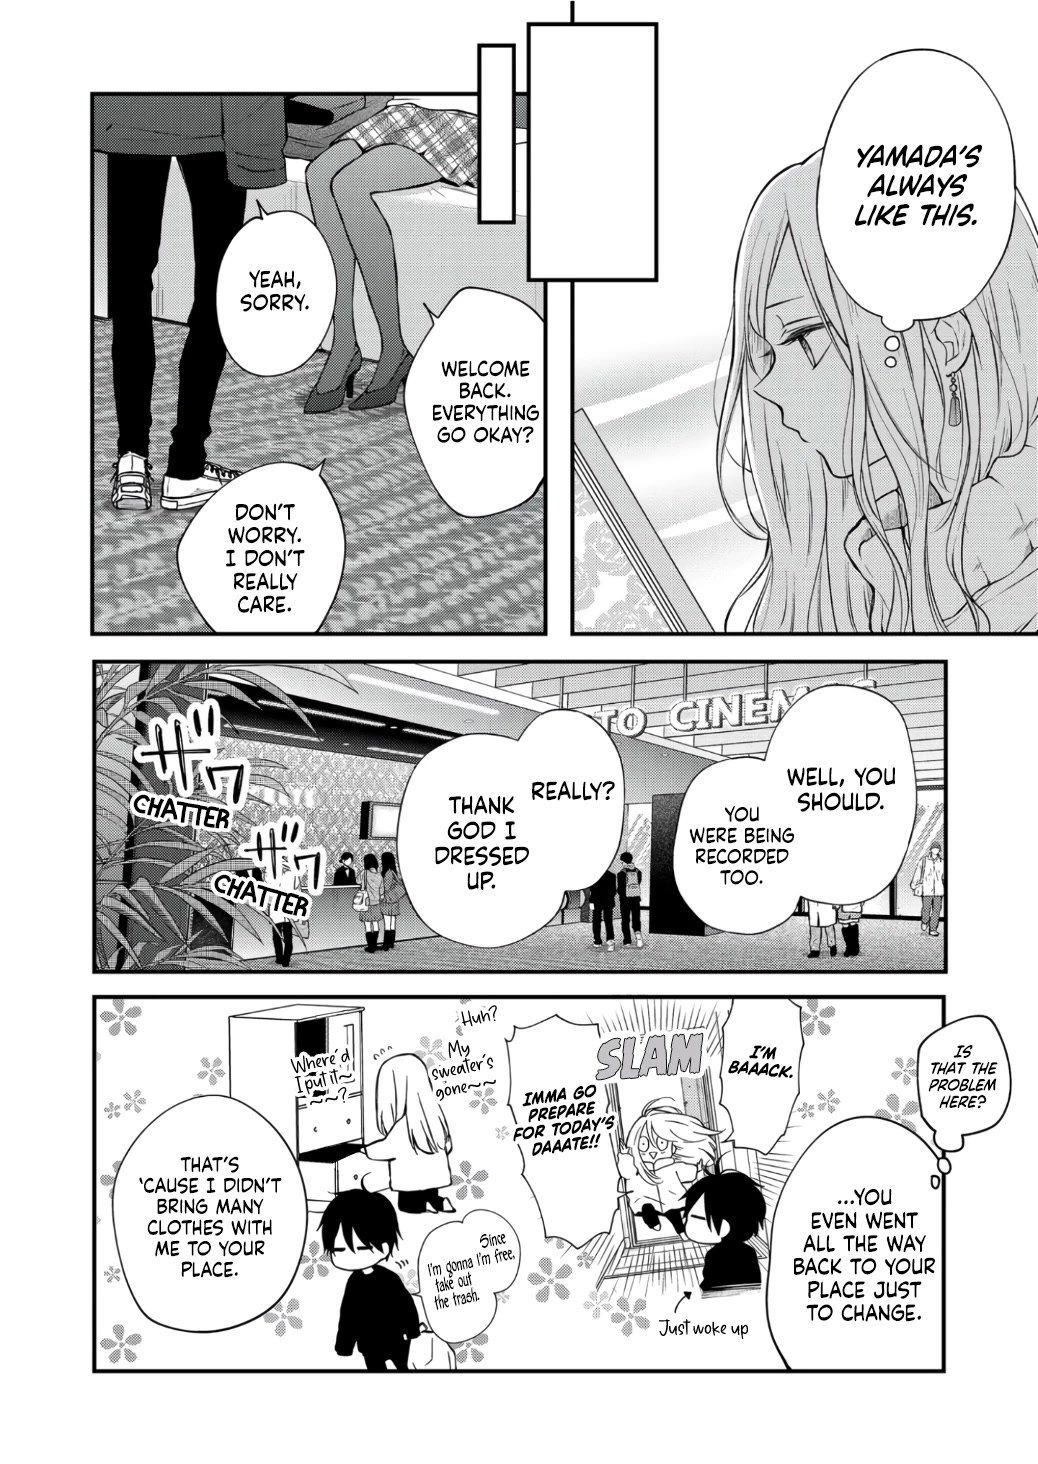 YAMADA'S
ALWAYS
LIKE THIS.
WELCOME
BACK.
EVERYTHING
GO OKAY?
YEAH,
SORRY.
DON'T
WORRY.
I DON'T
REALLY
CARE.
TO CINEMAS
WELL, YOU
SHOULD.
YOU
WERE BEING
RECORDED
TOO.
REALLY?
THANK
GOD I
DRESSED
UP.
ザワ
CHATTER
ザワ
CHATTER
IS
THAT THE
PROBLEM
HERE?
...YOU
EVEN WENT
ALL THE WAY
BACK TO YOUR
PLACE JUST
TO CHANGE.
I'M
BAAACK.
SLAM
IMMA GO
PREPARE
FOR TODAY'S
DAAATE!!
Just woke up
Huh?
My
sweater's
gone~~
Where'd
I put it~
~~~?
Since
I'm gonna I'm free,
take out
the trash.
THAT'S
'CAUSE I DIDN'T
BRING MANY
CLOTHES WITH
ME TO YOUR
PLACE.